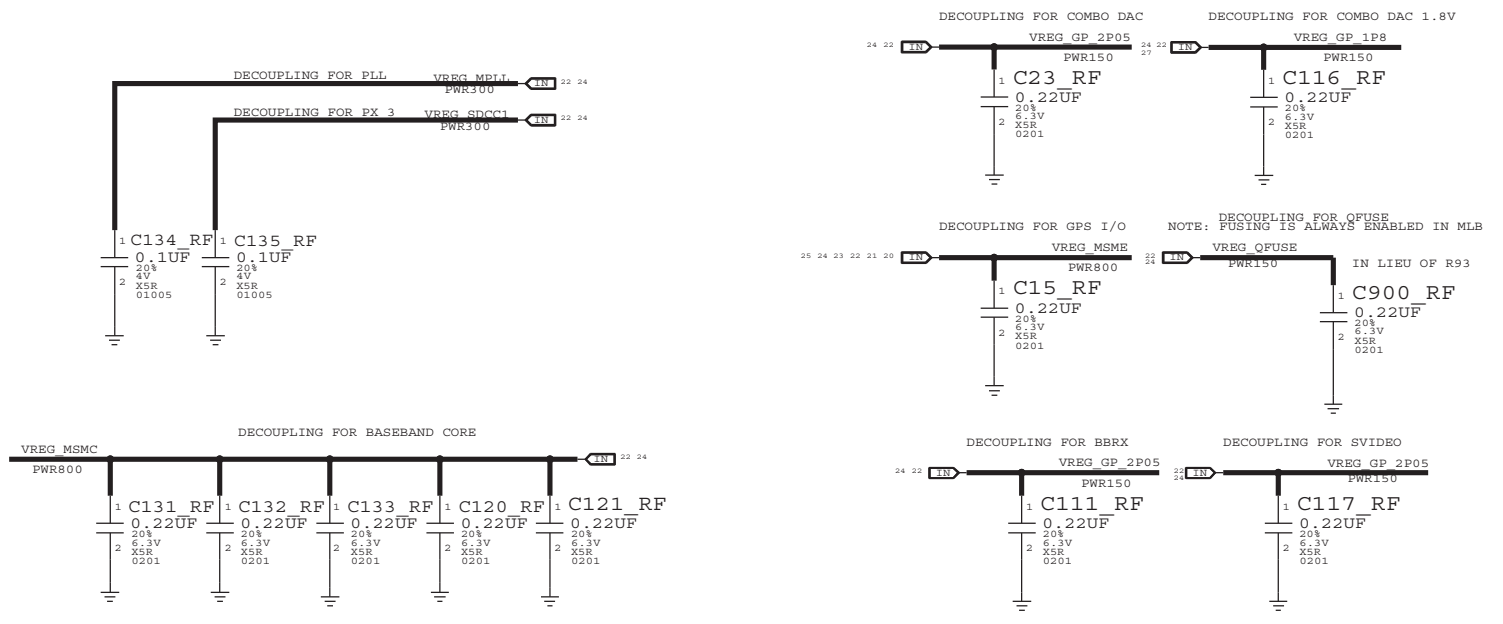 DECOUPLING FOR PLL
VREG_MPLL
PWR300
IN
22 24
DECOUPLING FOR PX 3
VREG_SDCC1
PWR300
IN
22 24
1
C134_RF
0.1UF
20%
4V
X5R
01005
2
1
C135_RF
0.1UF
20%
4V
X5R
01005
2
DECOUPLING FOR BASEBAND CORE
VREG_MSMC
PWR800
IN
22 24
1
C131_RF
0.22UF
20%
6.3V
X5R
0201
2
1
C132_RF
0.22UF
20%
6.3V
X5R
0201
2
1
C133_RF
0.22UF
20%
6.3V
X5R
0201
2
1
C120_RF
0.22UF
20%
6.3V
X5R
0201
2
1
C121_RF
0.22UF
20%
6.3V
X5R
0201
2
DECOUPLING FOR COMBO DAC
24 22
IN
VREG_GP_2P05
PWR150
1
C23_RF
0.22UF
20%
6.3V
X5R
0201
2
DECOUPLING FOR COMBO DAC 1.8V
24 22
27
IN
VREG_GP_1P8
PWR150
1
C116_RF
0.22UF
20%
6.3V
X5R
0201
2
DECOUPLING FOR GPS I/O
25 24 23 22 21 20
IN
VREG_MSME
PWR800
1
C15_RF
0.22UF
20%
6.3V
X5R
0201
2
DECOUPLING FOR QFUSE
NOTE: FUSING IS ALWAYS ENABLED IN MLB
22
24
IN
VREG_QFUSE
PWR150
IN LIEU OF R93
1
C900_RF
0.22UF
20%
6.3V
X5R
0201
2
DECOUPLING FOR BBRX
24 22
IN
VREG_GP_2P05
PWR150
1
C111_RF
0.22UF
20%
6.3V
X5R
0201
2
DECOUPLING FOR SVIDEO
22
24
IN
VREG_GP_2P05
PWR150
1
C117_RF
0.22UF
20%
6.3V
X5R
0201
2